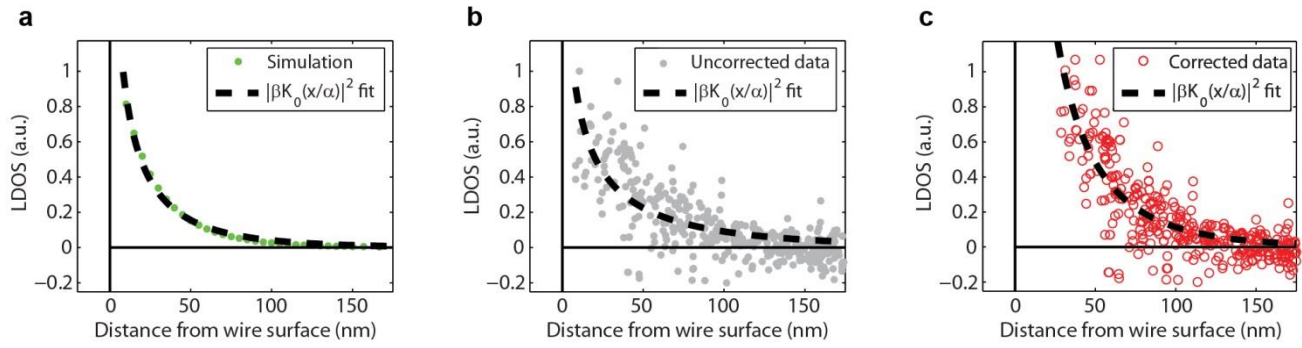 a
1
0.8
0.6
0.4
0.2
0
−0.2
LDOS (a.u.)
Simulation
|βK₀(x/α)|² fit
0 50 100 150
Distance from wire surface (nm)
b
1
0.8
0.6
0.4
0.2
0
−0.2
LDOS (a.u.)
Uncorrected data
|βK₀(x/α)|² fit
0 50 100 150
Distance from wire surface (nm)
c
1
0.8
0.6
0.4
0.2
0
−0.2
LDOS (a.u.)
Corrected data
|βK₀(x/α)|² fit
0 50 100 150
Distance from wire surface (nm)